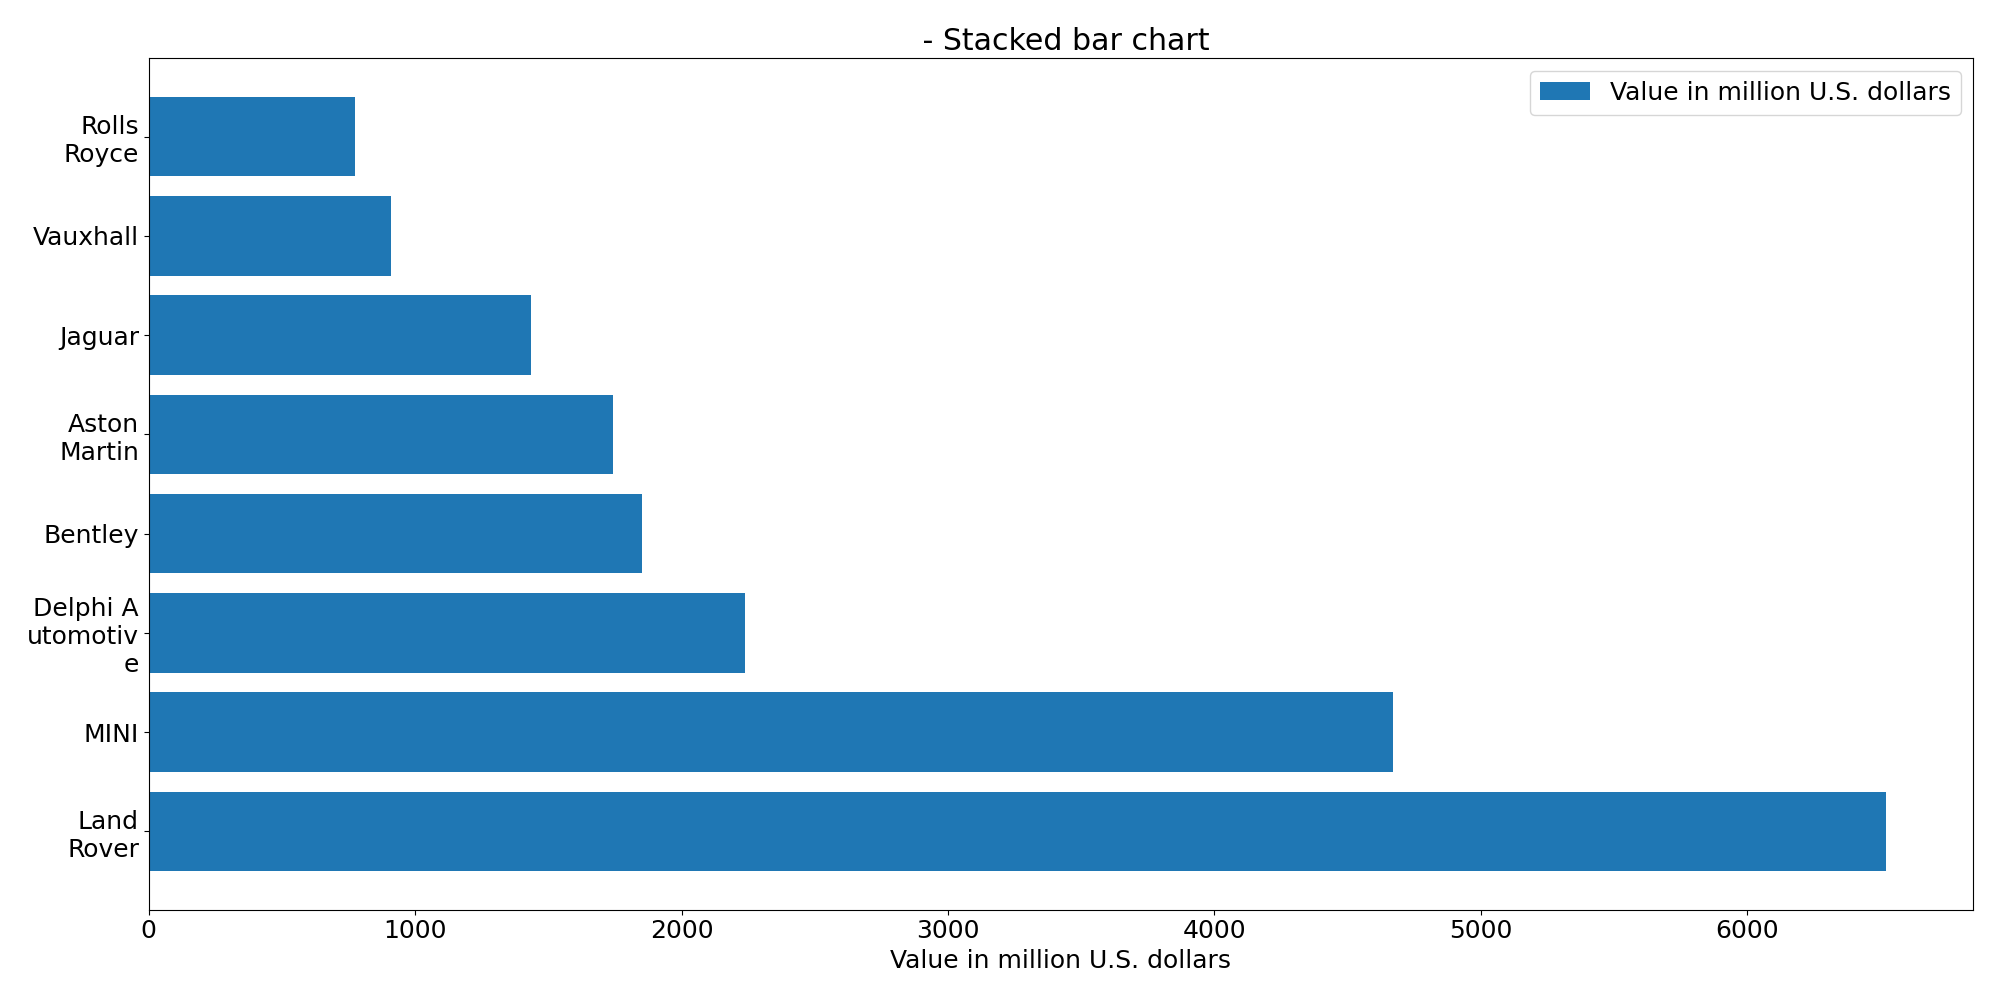 - Stacked bar chart
Value in million U.S. dollars
Rolls
Royce
Vauxhall
Jaguar
Aston
Martin
Bentley
Delphi A
utomotiv
e
MINI
Land
Rover
0 1000 2000 3000 4000 5000 6000
Value in million U.S. dollars